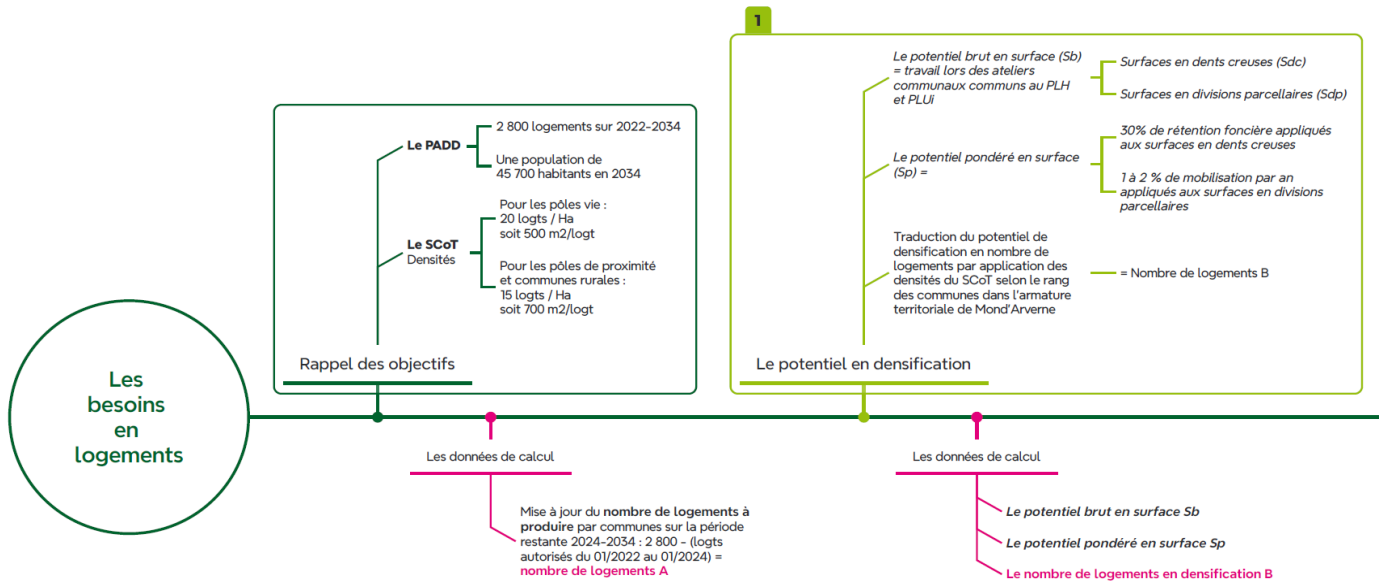 Les
besoins
en
logements
Le PADD
2 800 logements sur 2022-2034
Une population de
45 700 habitants en 2034
Le SCoT
Densités
Pour les pôles vie :
20 logts / Ha
soit 500 m2/logt
Pour les pôles de proximité
et communes rurales :
15 logts / Ha
soit 700 m2/logt
Rappel des objectifs
Les données de calcul
Mise à jour du nombre de logements à
produire par communes sur la période
restante 2024-2034 : 2 800 - (logts
autorisés du 01/2022 au 01/2024) =
nombre de logements A
1
Le potentiel brut en surface (Sb)
= travail lors des ateliers
communaux communs au PLH
et PLUi
Surfaces en dents creuses (Sdc)
Surfaces en divisions parcellaires (Sdp)
Le potentiel pondéré en surface
(Sp) =
30% de rétention foncière appliqués
aux surfaces en dents creuses
1 à 2 % de mobilisation par an
appliqués aux surfaces en divisions
parcellaires
Traduction du potentiel de
densification en nombre de
logements par application des
densités du SCoT selon le rang
des communes dans l'armature
territoriale de Mond'Arverne
= Nombre de logements B
Le potentiel en densification
Les données de calcul
Le potentiel brut en surface Sb
Le potentiel pondéré en surface Sp
Le nombre de logements en densification B